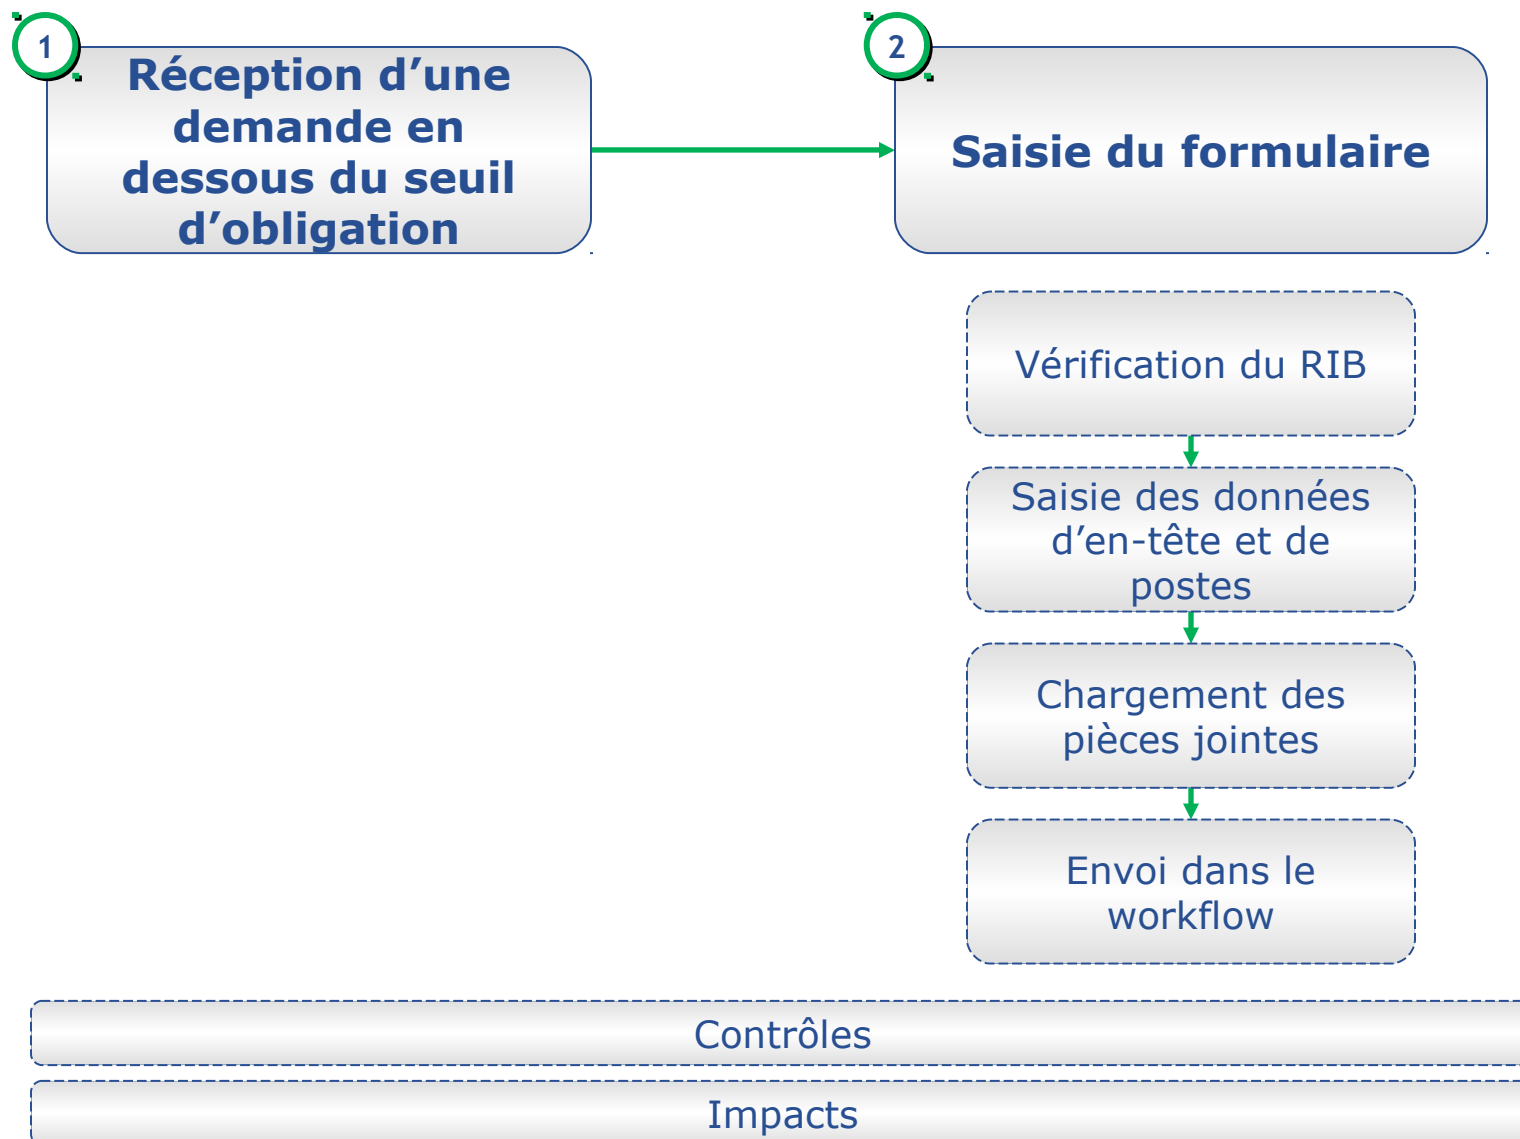 1
Réception d’une
demande en
dessous du seuil
d’obligation
2
Saisie du formulaire
Vérification du RIB
Saisie des données
d’en-tête et de
postes
Chargement des
pièces jointes
Envoi dans le
workflow
Contrôles
Impacts